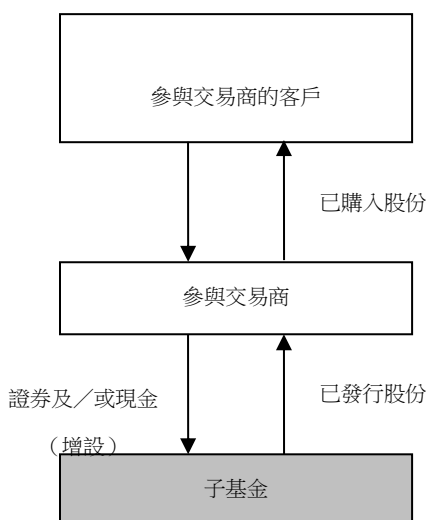 參與交易商的客戶
已購入股份
參與交易商
證券及／或現金
（增設）
已發行股份
子基金